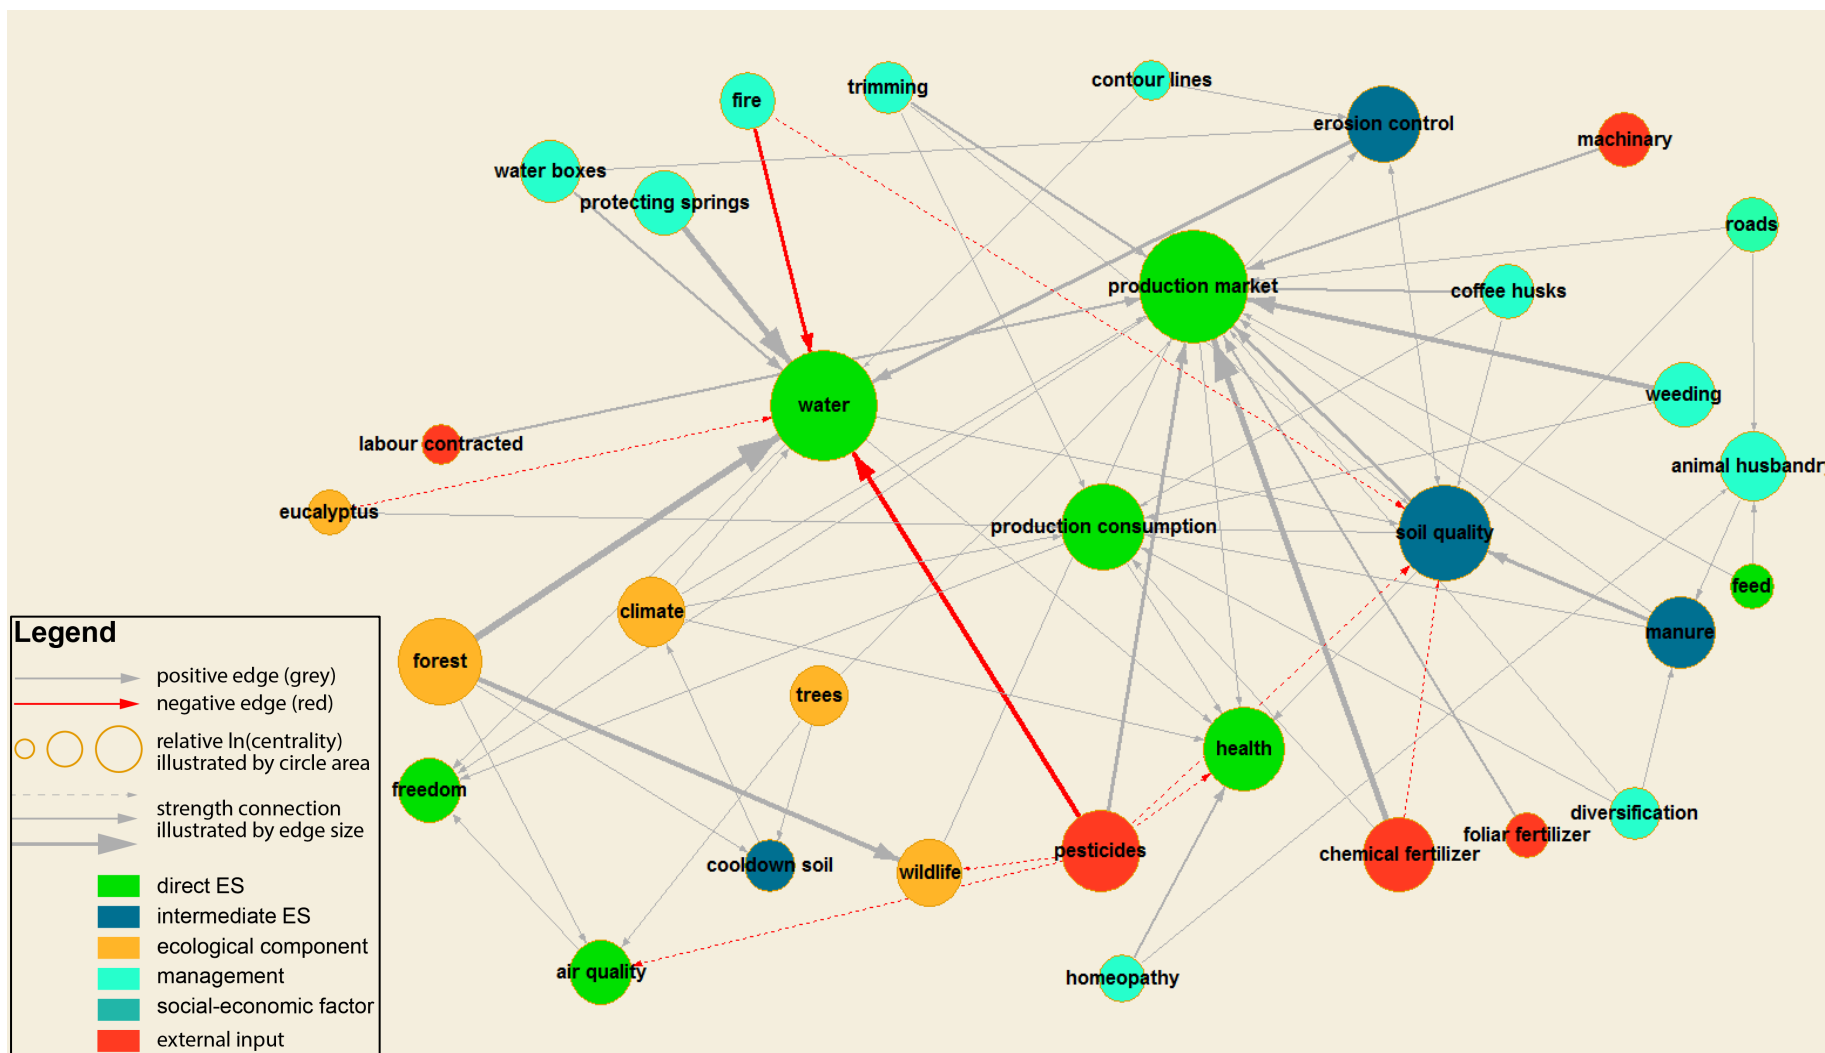 trimming
contour lines
fire
erosion control
machinary
water boxes
protecting springs
roads
production market
coffee husks
weeding
water
labour contracted
animal husbandr
eucalyptus
production consumption
soil quality
feed
climate
manure
forest
trees
health
freedom
diversification
foliar fertilizer
cooldown soil
wildlife
pesticides
chemical fertilizer
air quality
homeopathy
Legend
positive edge (grey)
negative edge (red)
relative ln(centrality)
illustrated by circle area
strength connection
illustrated by edge size
direct ES
intermediate ES
ecological component
management
social-economic factor
external input